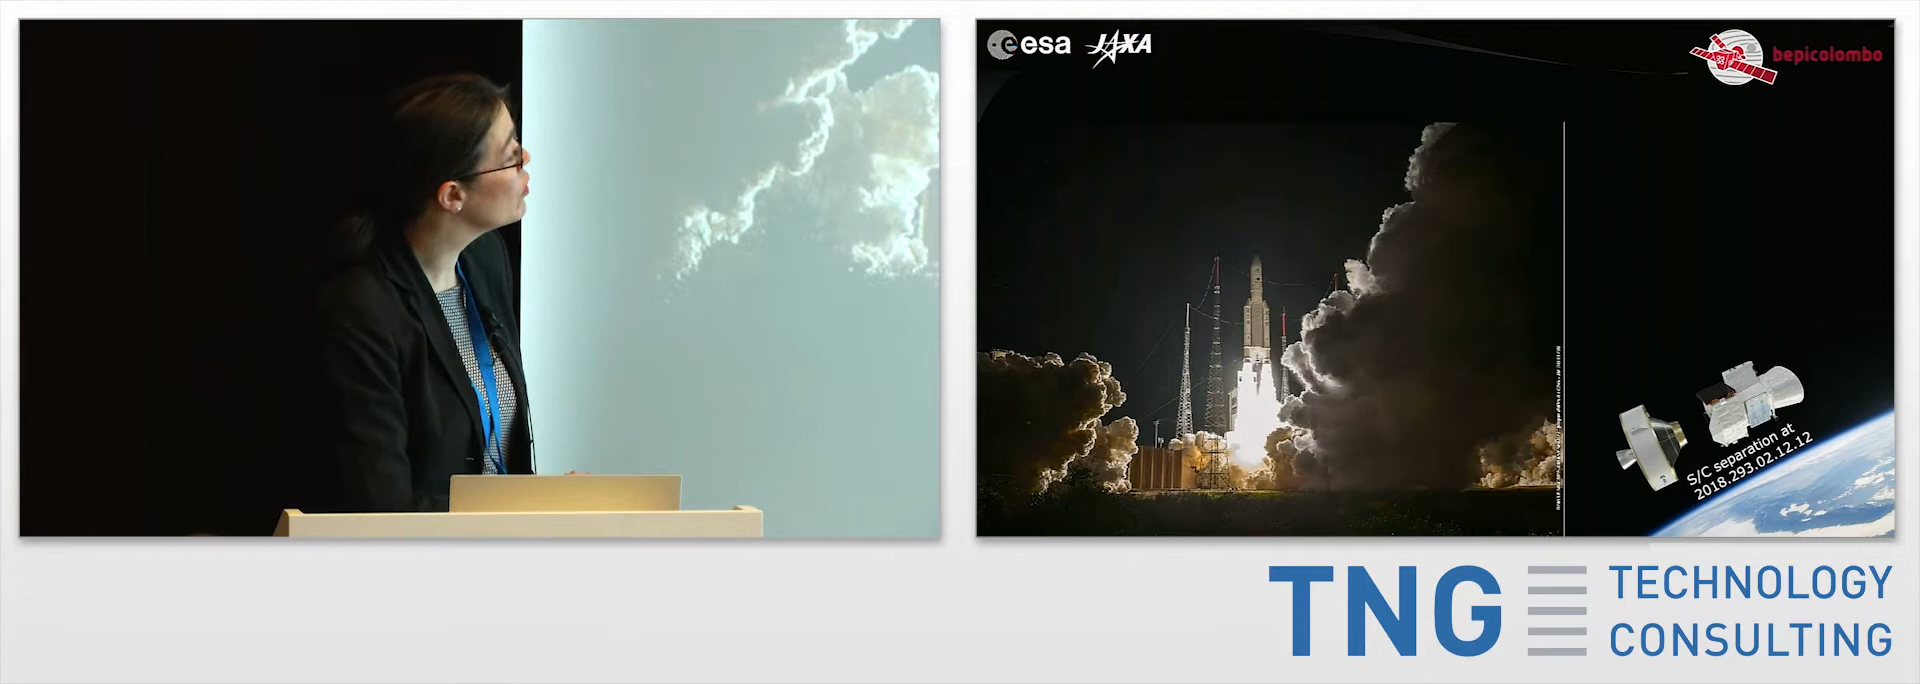 esa
JAXA
bepicolombo
S/C separation at
2018.293.02.12.12
TNG
TECHNOLOGY
CONSULTING